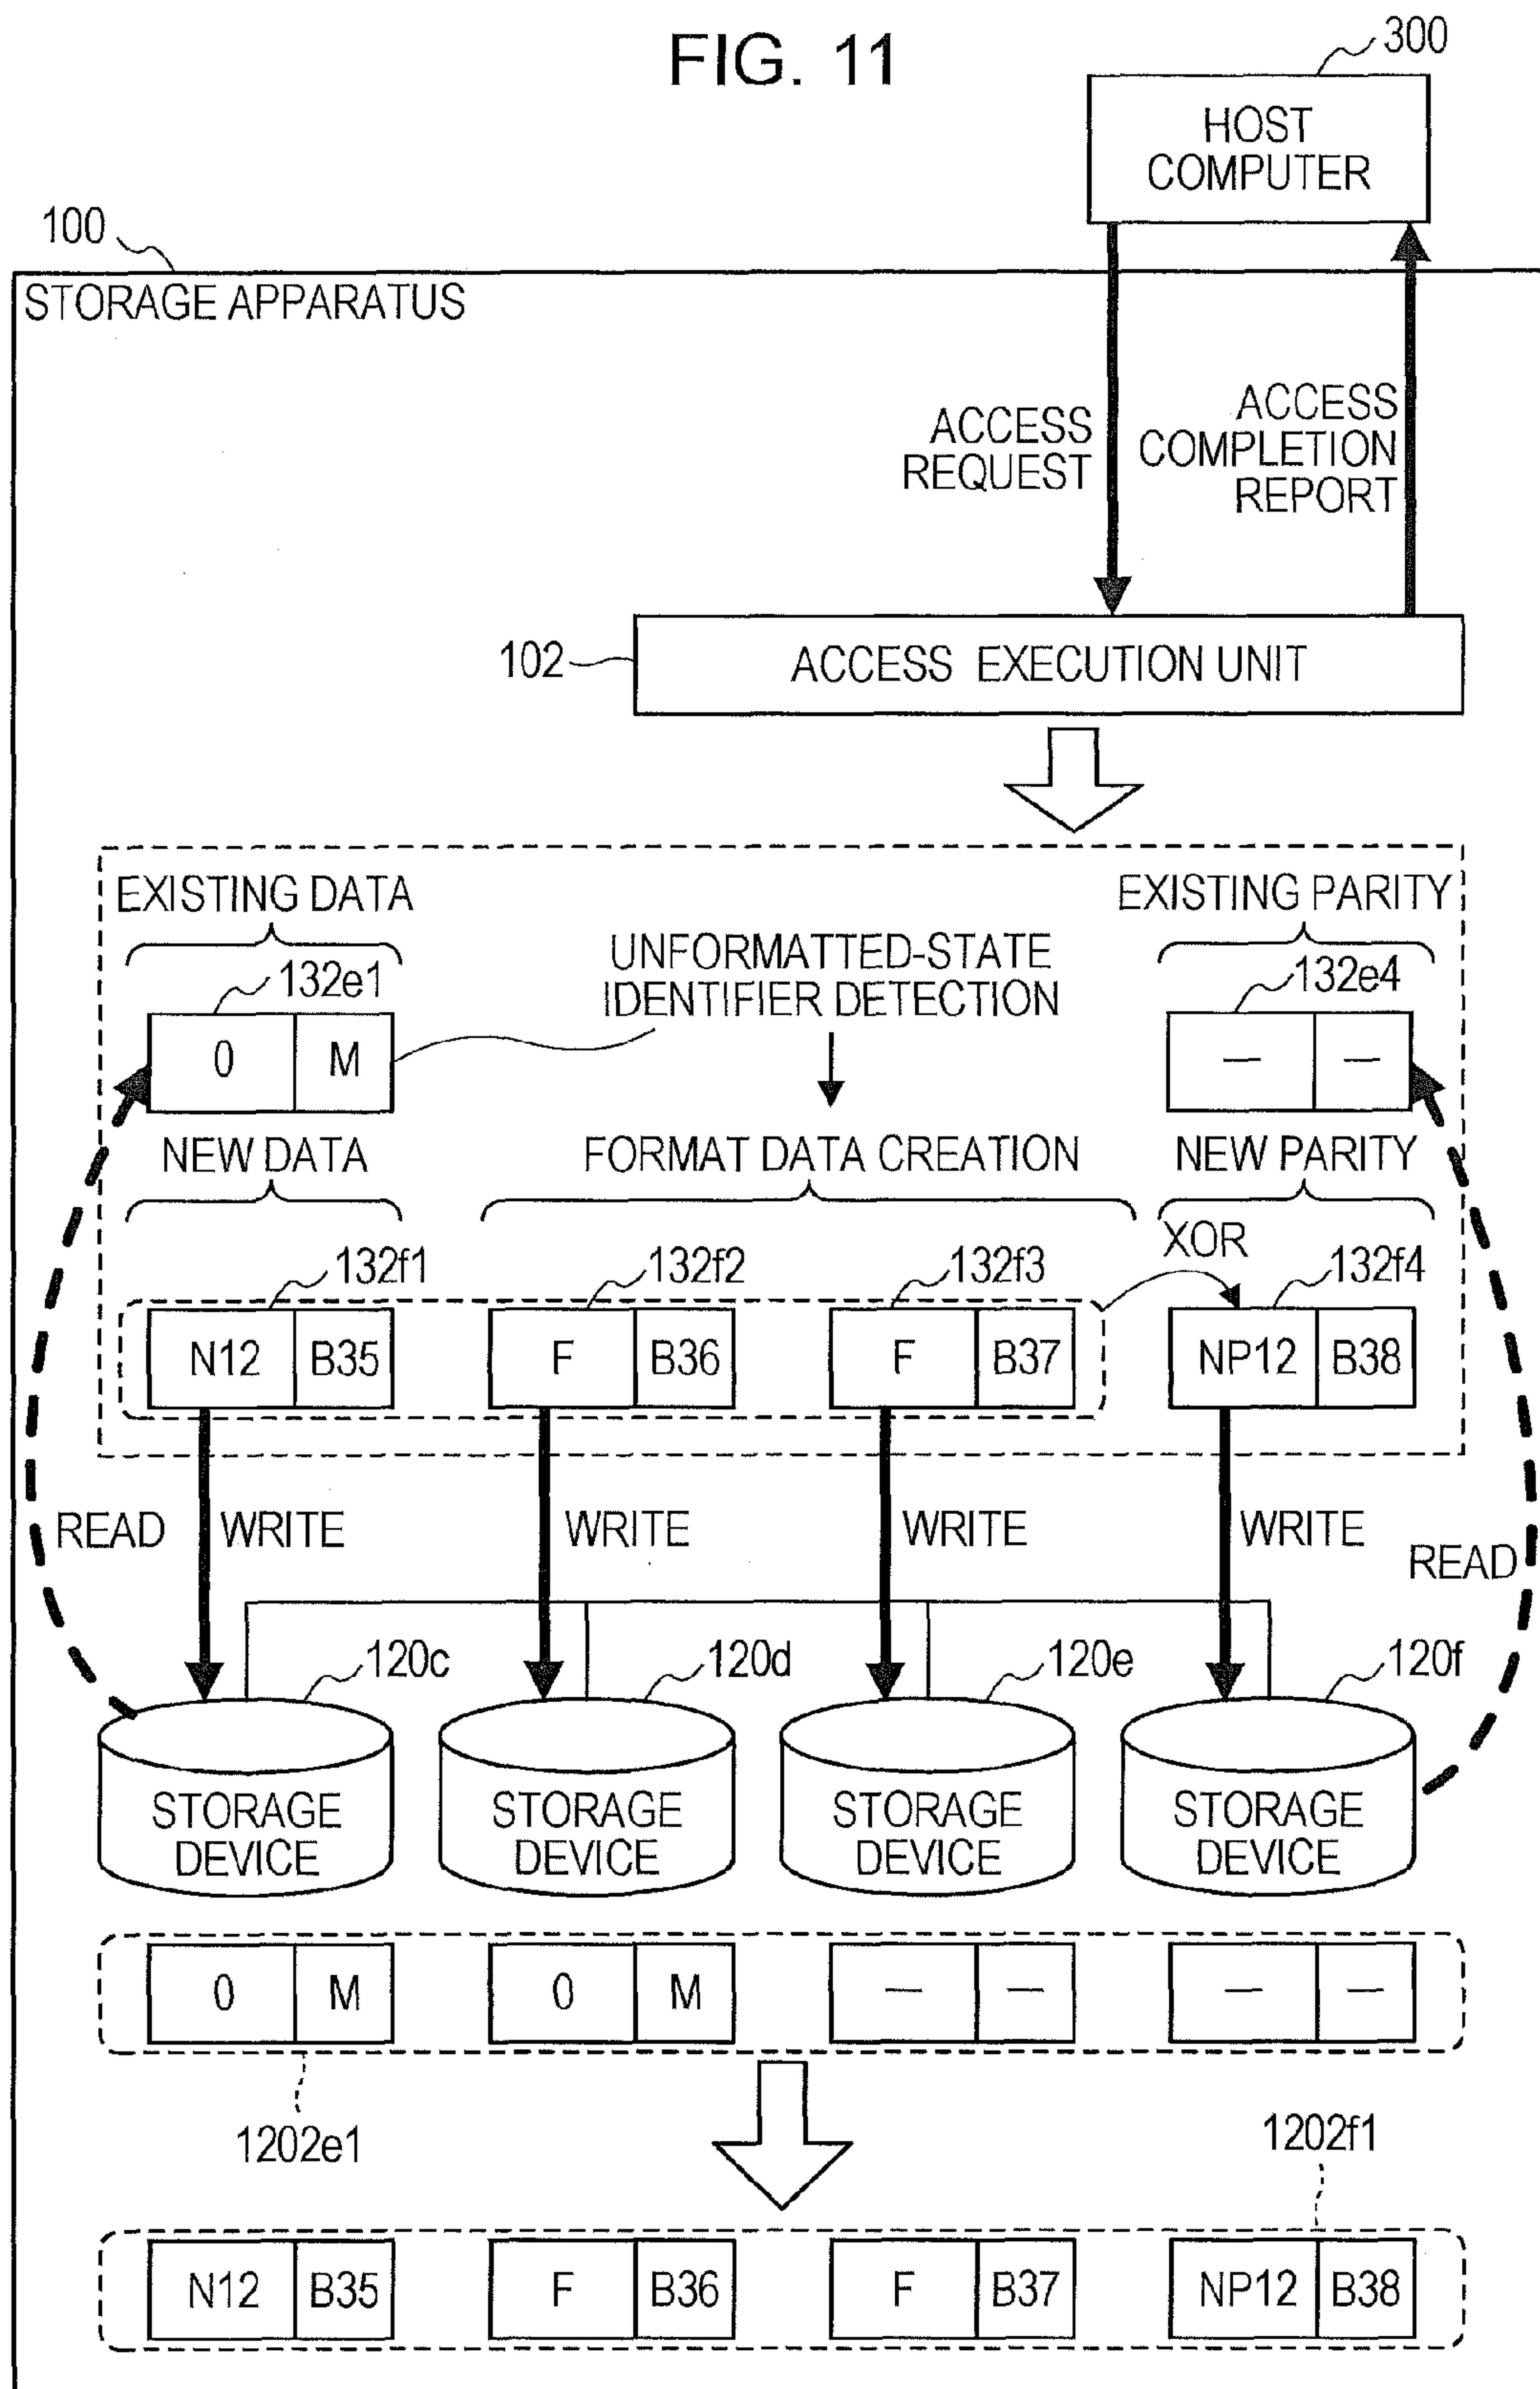 FIG. 11
300
HOST
COMPUTER
100
STORAGE APPARATUS
ACCESS
REQUEST
ACCESS
COMPLETION
REPORT
102
ACCESS EXECUTION UNIT
EXISTING DATA
EXISTING PARITY
UNFORMATTED-STATE
IDENTIFIER DETECTION
132e1
132e4
0 M
— —
NEW DATA
FORMAT DATA CREATION
NEW PARITY
XOR
132f1
132f2
132f3
132f4
N12 B35
F B36
F B37
NP12 B38
READ
WRITE
WRITE
WRITE
WRITE
READ
120c
120d
120e
120f
STORAGE
DEVICE
STORAGE
DEVICE
STORAGE
DEVICE
STORAGE
DEVICE
0 M
0 M
— —
— —
1202e1
1202f1
N12 B35
F B36
F B37
NP12 B38